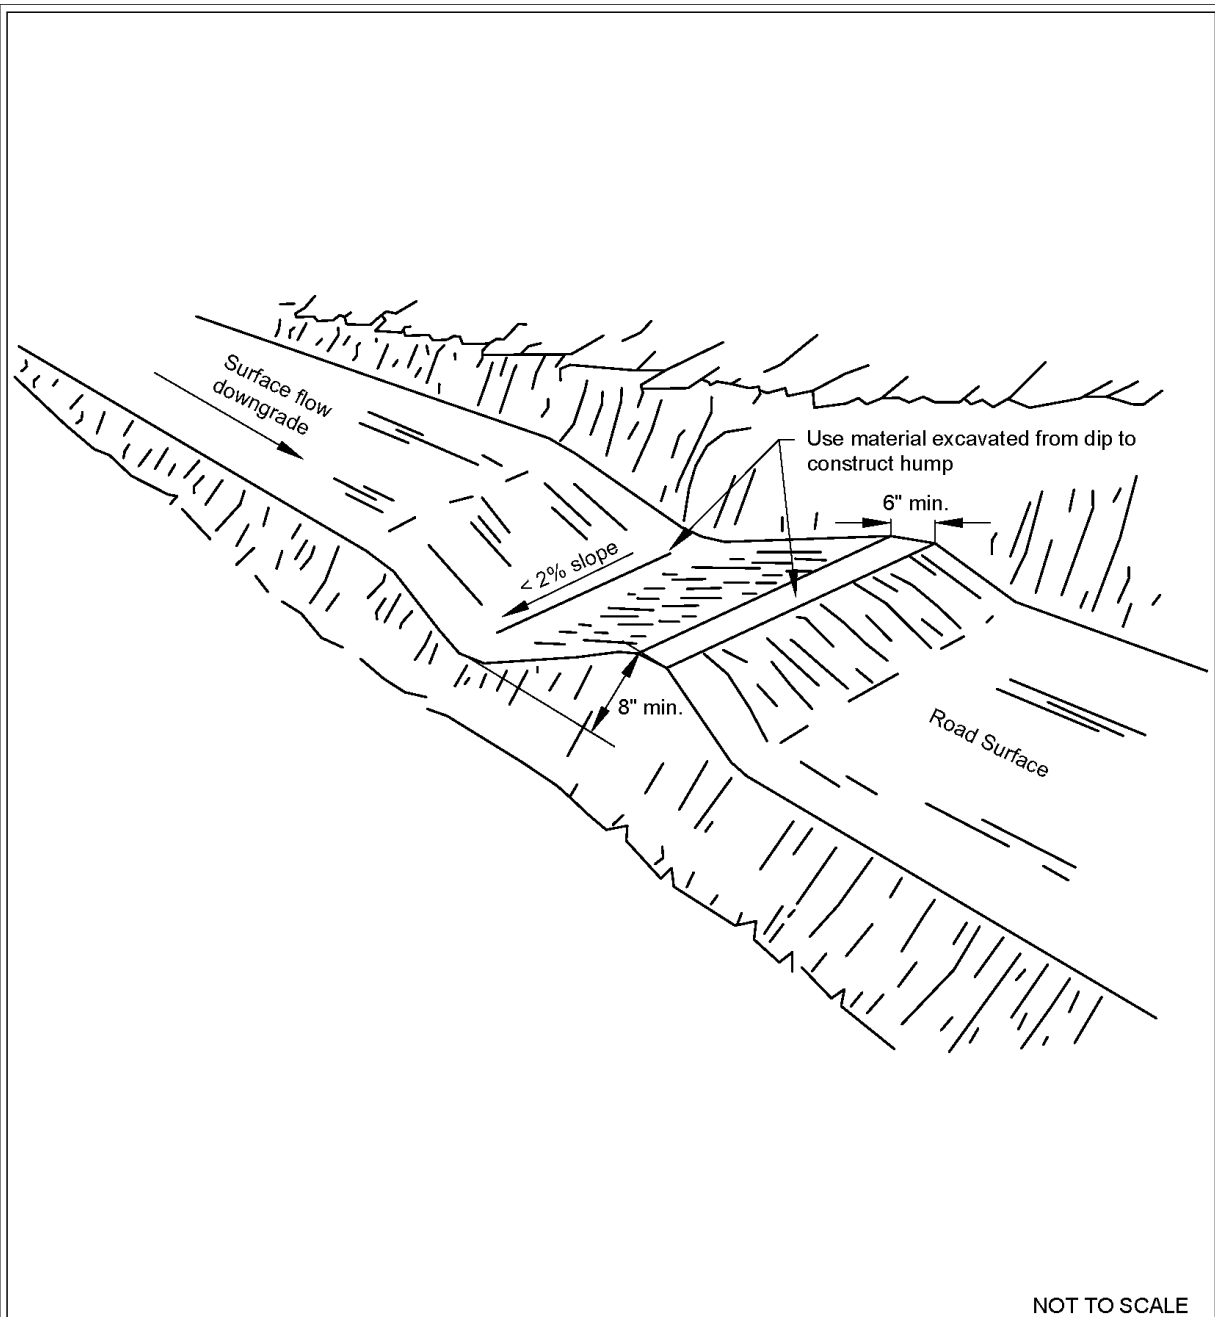 Surface flow
downgrade
Use material excavated from dip to
construct hump
6" min.
< 2% slope
8" min.
Road Surface
NOT TO SCALE